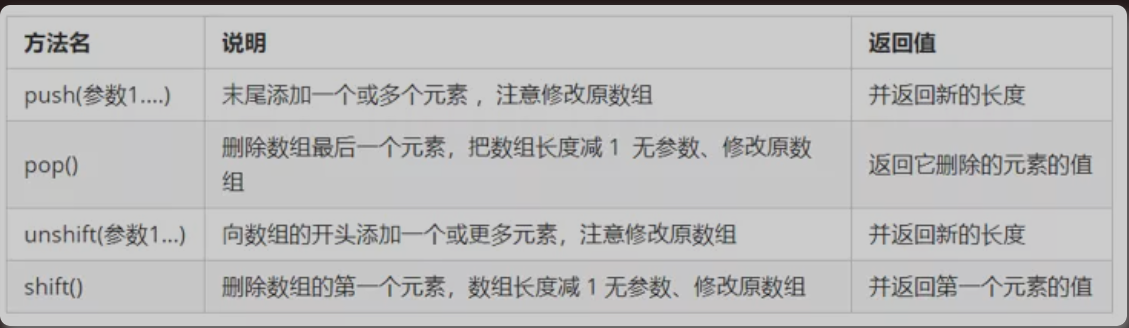 方法名 说明 返回值
push(参数1....) 末尾添加一个或多个元素 ，注意修改原数组 并返回新的长度
pop() 删除数组最后一个元素，把数组长度减 1 无参数、修改原数
组 返回它删除的元素的值
unshift(参数1...) 向数组的开头添加一个或更多元素，注意修改原数组 并返回新的长度
shift() 删除数组的第一个元素，数组长度减 1 无参数、修改原数组 并返回第一个元素的值